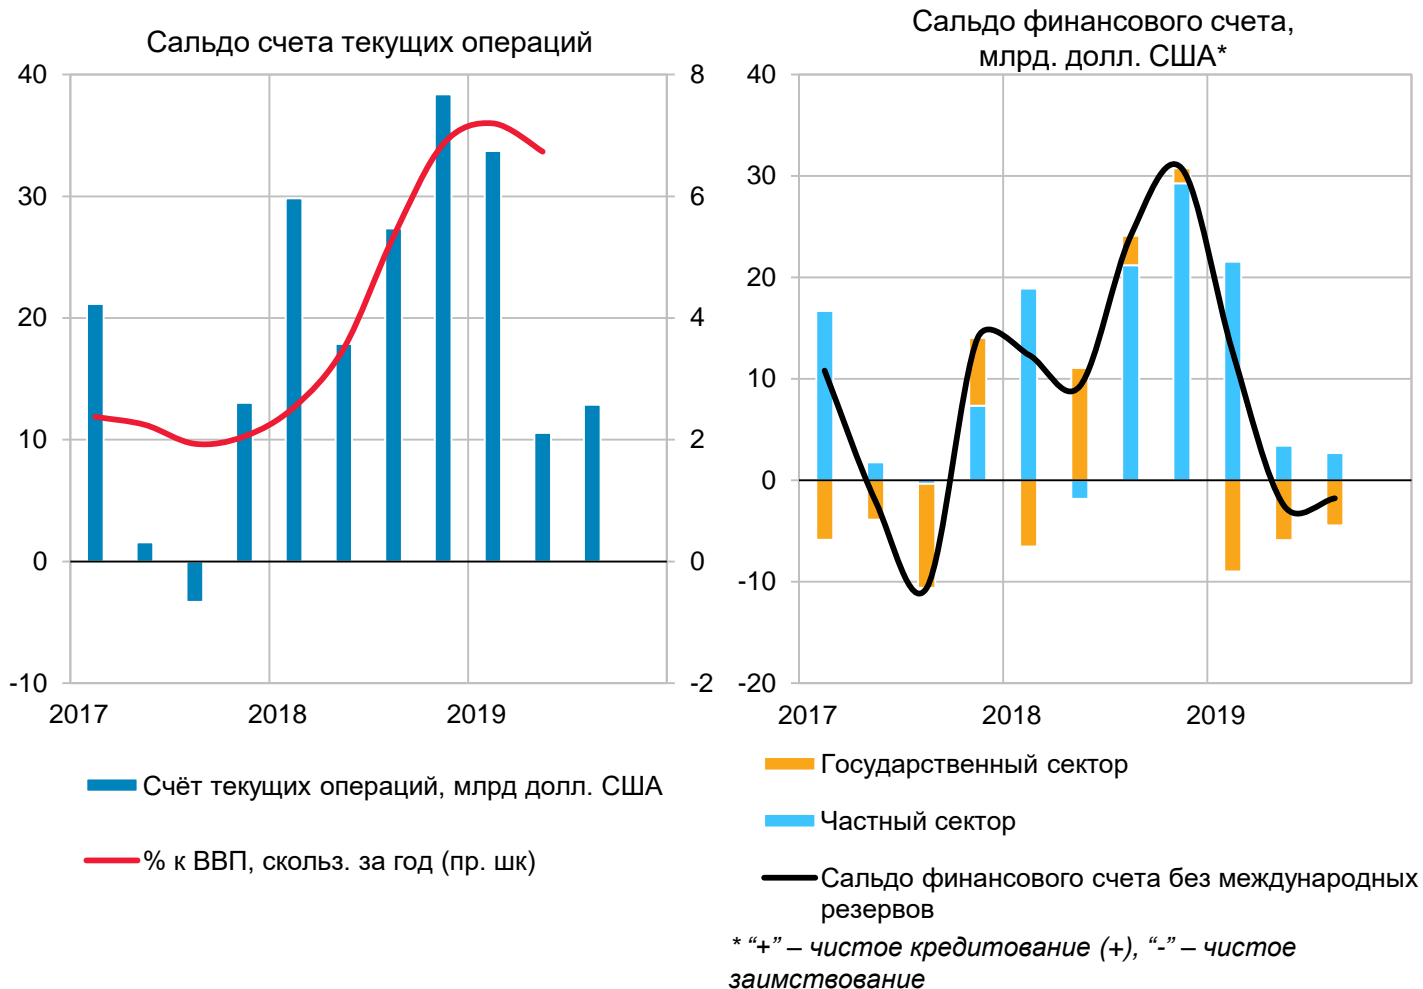 Сальдо счета текущих операций
40
30
20
10
0
-10
8
6
4
2
0
-2
2017
2018
2019
Счёт текущих операций, млрд долл. США
% к ВВП, скольз. за год (пр. шк)
Сальдо финансового счета,
млрд. долл. США*
40
30
20
10
0
-10
-20
2017
2018
2019
Государственный сектор
Частный сектор
Сальдо финансового счета без международных
резервов
* “+” – чистое кредитование (+), “-” – чистое
заимствование